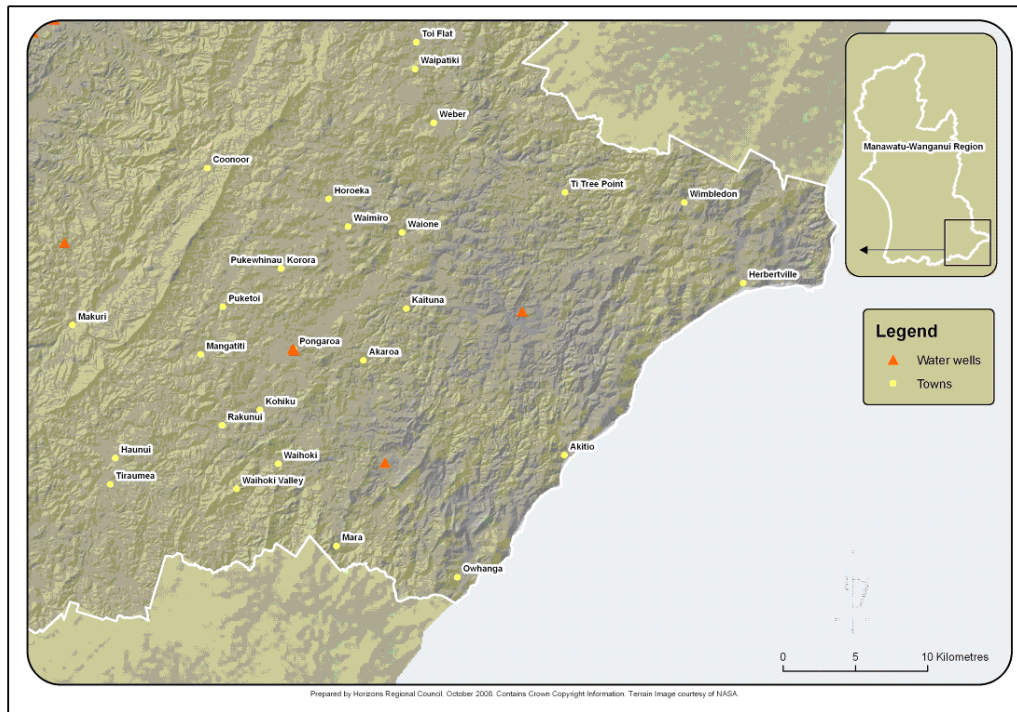 Toi Flat
Waipatiki
Weber
Coonoor
Horoeka
Ti Tree Point
Wimbledon
Waimiro
Waione
Pukewhinau
Korora
Herbertville
Puketoi
Kaituna
Makuri
Mangatiti
Pongaroa
Akaroa
Kohiku
Rakunui
Haunui
Waihoki
Akitio
Tiraumea
Waihoki Valley
Mara
Owhanga
Manawatu-Wanganui Region
Legend
Water wells
Towns
0 5 10 Kilometres
Prepared by Horizons Regional Council. October 2008. Contains Crown Copyright Information. Terrain Image courtesy of NASA.